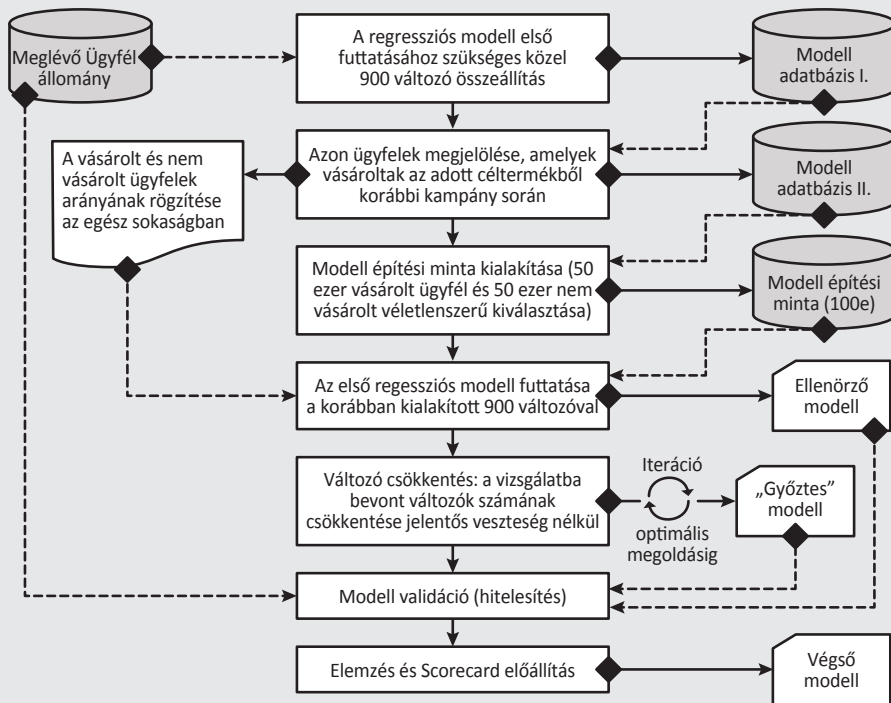 Meglévő Ügyfél
állomány
A regressziós modell első
futtatásához szükséges közel
900 változó összeállítás
Modell
adatbázis I.
A vásárolt és nem
vásárolt ügyfelek
arányának rögzítése
az egész sokaságban
Azon ügyfelek megjelölése, amelyek
vásároltak az adott céltermékből
korábbi kampány során
Modell
adatbázis II.
Modell építési minta kialakítása (50
ezer vásárolt ügyfél és 50 ezer nem
vásárolt véletlenszerű kiválasztása)
Modell építési
minta (100e)
Az első regessziós modell futtatása
a korábban kialakított 900 változóval
Ellenörző
modell
Változó csökkentés: a vizsgálatba
bevont változók számának
csökkentése jelentős veszteség nélkül
Iteráció
optimális
megoldásig
„Győztes”
modell
Modell validáció (hitelesítés)
Elemzés és Scorecard előállítás
Végső
modell